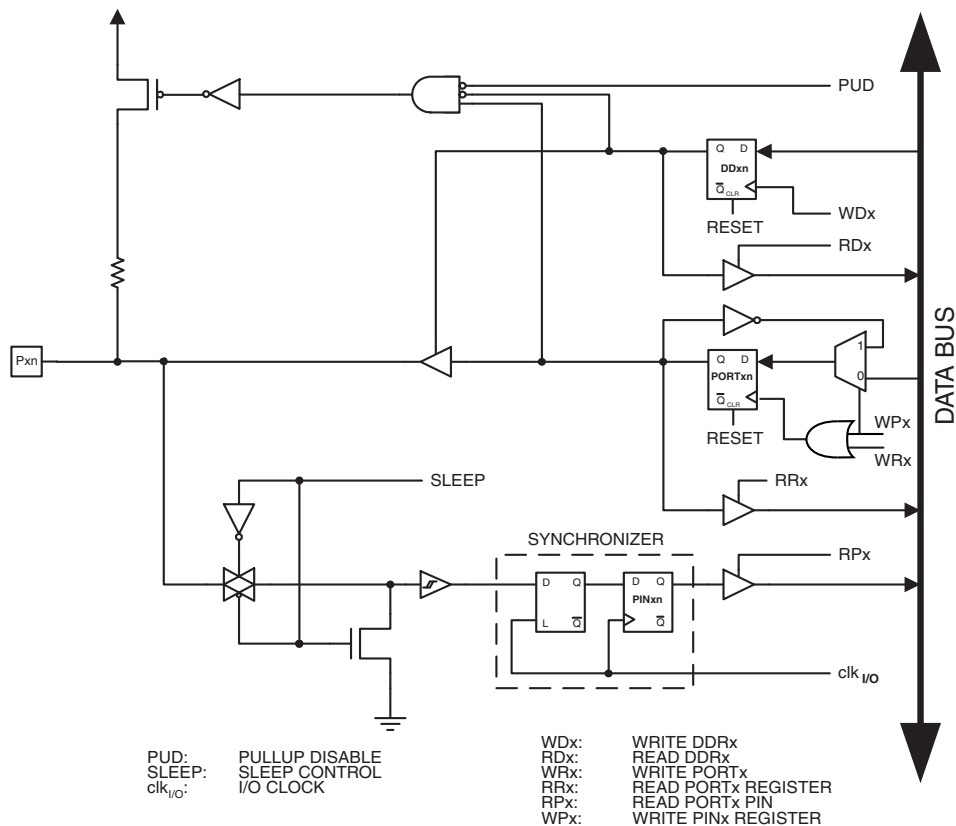 PUD
Q D
DDxn
Q CLR
WDx
RESET
RDx
Pxn
1
Q D
PORTxn
0
Q CLR
WPx
RESET
WRx
DATA BUS
SLEEP
RRx
SYNCHRONIZER
RPx
D Q
D Q
PINxn
L Q
Q
clk I/O
PUD: PULLUP DISABLE
SLEEP: SLEEP CONTROL
clkI/O: I/O CLOCK
WDx: WRITE DDRx
RDx: READ DDRx
WRx: WRITE PORTx
RRx: READ PORTx REGISTER
RPx: READ PORTx PIN
WPx: WRITE PINx REGISTER